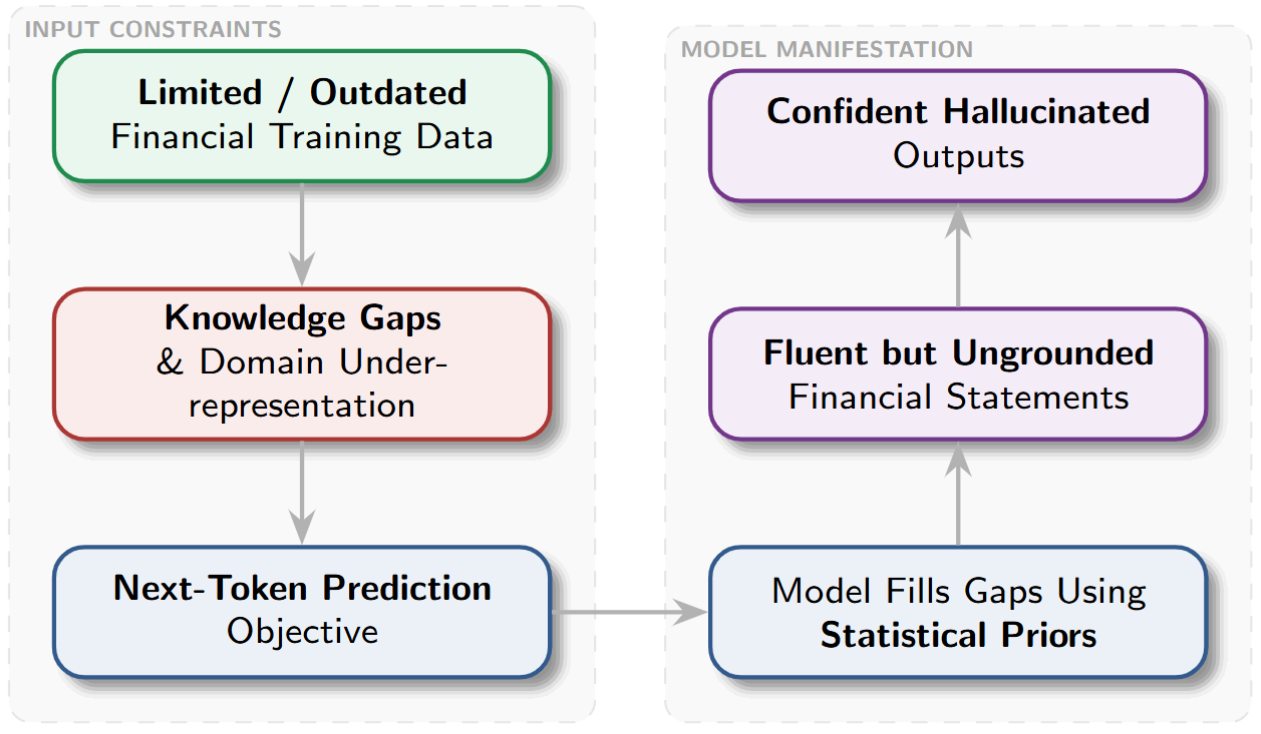 INPUT CONSTRAINTS
Limited / Outdated
Financial Training Data
Knowledge Gaps
& Domain Under-
representation
Next-Token Prediction
Objective
MODEL MANIFESTATION
Confident Hallucinated
Outputs
Fluent but Ungrounded
Financial Statements
Model Fills Gaps Using
Statistical Priors